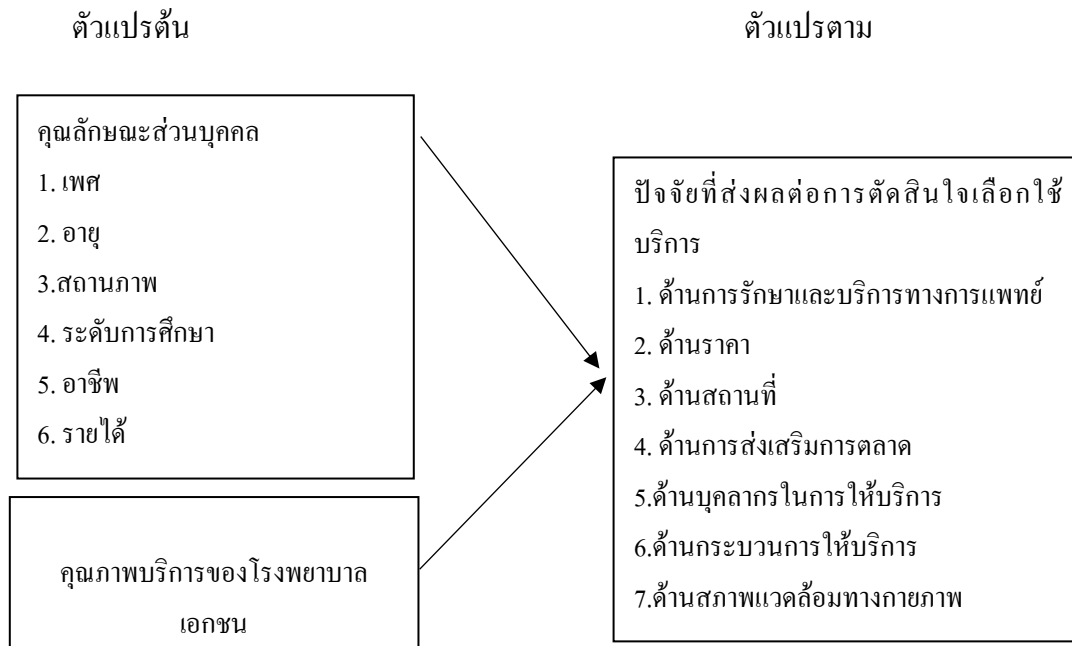 ตัวแปรต้น
ตัวแปรตาม
คุณลักษณะส่วนบุคคล
1. เพศ
2. อายุ
3.สถานภาพ
4. ระดับการศึกษา
5. อาชีพ
6. รายได้
คุณภาพบริการของโรงพยาบาล
เอกชน
ปัจจัยที่ส่งผลต่อการตัดสินใจเลือกใช้
บริการ
1. ด้านการรักษาและบริการทางการแพทย์
2. ด้านราคา
3. ด้านสถานที่
4. ด้านการส่งเสริมการตลาด
5.ด้านบุคลากรในการให้บริการ
6.ด้านกระบวนการให้บริการ
7.ด้านสภาพแวดล้อมทางกายภาพ